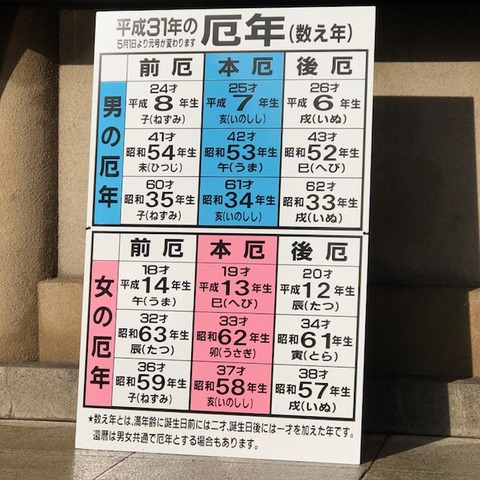 平成31年の厄年(数え年)
5月1日より元号が変わります
男の厄年
前厄 本厄 後厄
24才 25才 26才
平成8年生 平成7年生 平成6年生
子(ねずみ) 亥(いのしし) 戌(いぬ)
41才 42才 43才
昭和54年生 昭和53年生 昭和52年生
未(ひつじ) 午(うま) 巳(へび)
60才 61才 62才
昭和35年生 昭和34年生 昭和33年生
子(ねずみ) 亥(いのしし) 戌(いぬ)
女の厄年
前厄 本厄 後厄
18才 19才 20才
平成14年生 平成13年生 平成12年生
午(うま) 巳(へび) 辰(たつ)
32才 33才 34才
昭和63年生 昭和62年生 昭和61年生
辰(たつ) 卯(うさぎ) 寅(とら)
36才 37才 38才
昭和59年生 昭和58年生 昭和57年生
子(ねずみ) 亥(いのしし) 戌(いぬ)
★数え年とは、満年齢に誕生日前には二才、誕生日後には一才を加えた年です。
還暦は男女共通で厄年とする場合もあります。